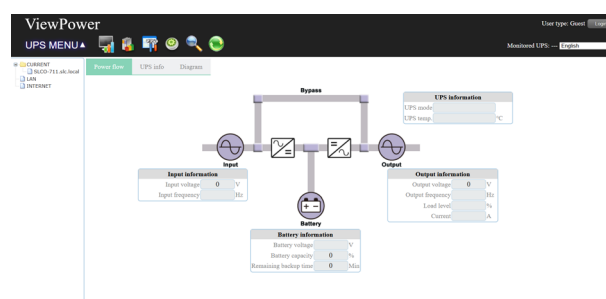 ViewPower
User type: Guest Login
UPS MENU
Monitored UPS: --- English
CURRENT
SLCO-711.slc.local
LAN
INTERNET
Power flow UPS info Diagram
Bypass
UPS information
UPS mode
UPS temp. °C
Input
Output
Input information
Input voltage 0 V
Input frequency Hz
Output information
Output voltage 0 V
Output frequency Hz
Load level %
Current A
Battery
Battery information
Battery voltage V
Battery capacity 0 %
Remaining backup time 0 Min